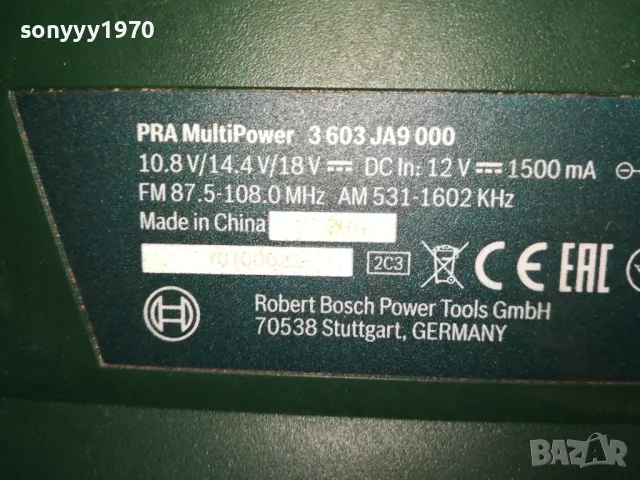 sonyyy1970
PRA MultiPower 3 603 JA9 000
10.8 V/14.4 V/18 V ⎓ DC In: 12 V ⎓ 1500 mA
FM 87.5-108.0 MHz AM 531-1602 KHz
Made in China
2C3 CE EAC
Robert Bosch Power Tools GmbH
70538 Stuttgart, GERMANY
BAZAR